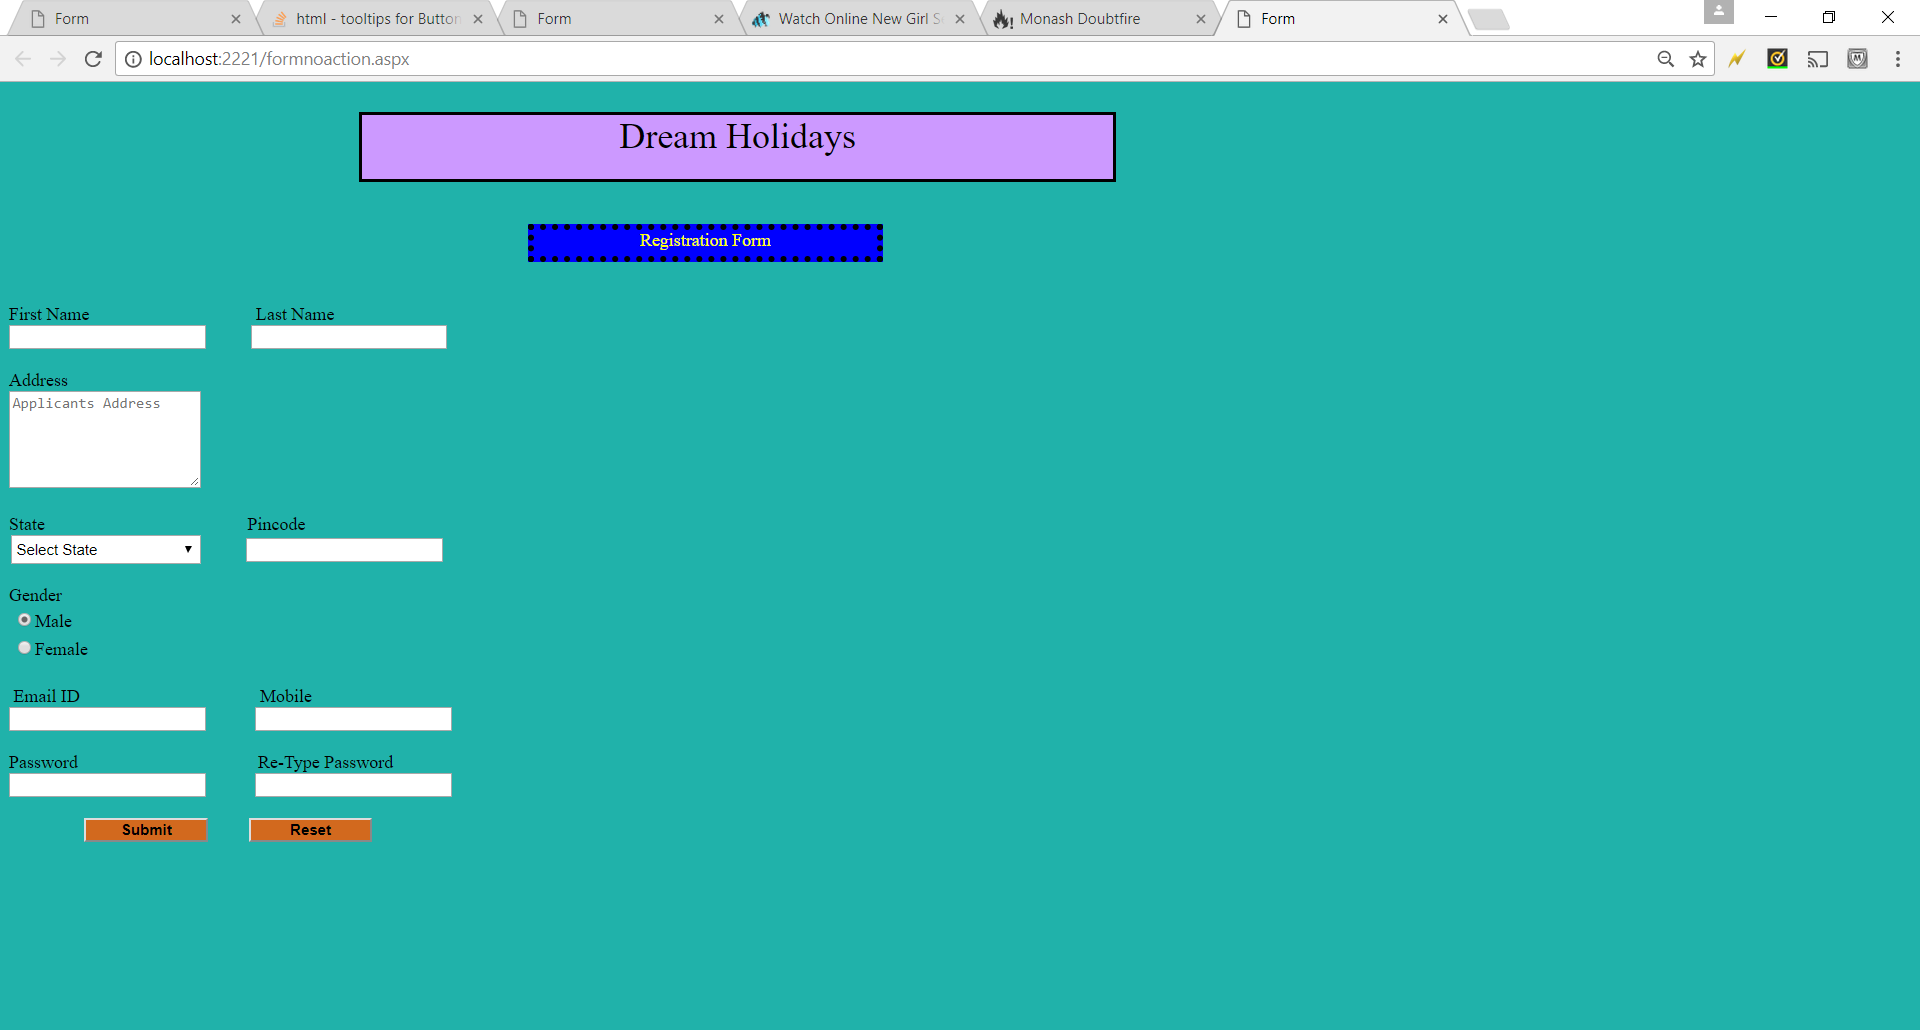 Form
html - tooltips for Button
Form
Watch Online New Girl S
Monash Doubtfire
Form
localhost:2221/formnoaction.aspx
Dream Holidays
Registration Form
First Name Last Name
Address
Applicants Address
State Pincode
Select State
Gender
Male
Female
Email ID Mobile
Password Re-Type Password
Submit Reset